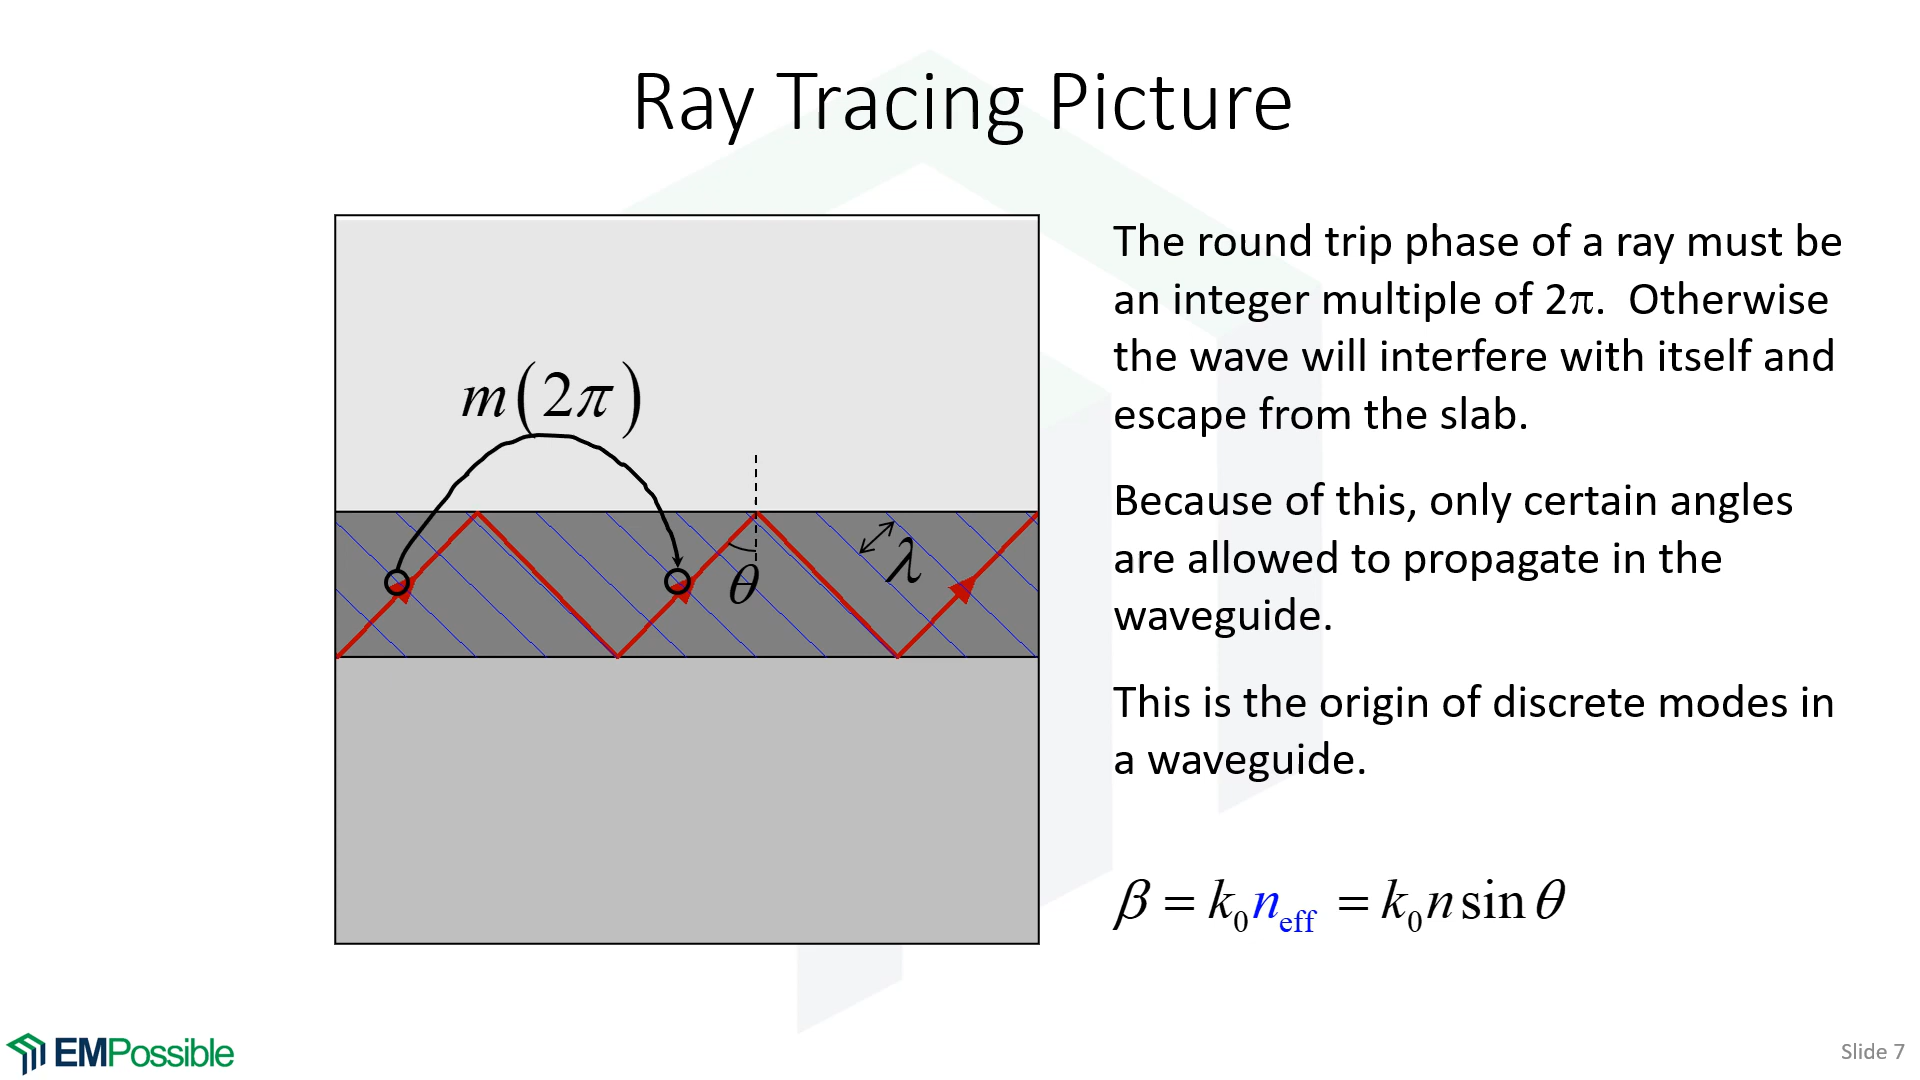 Ray Tracing Picture
m(2π)
θ
λ
The round trip phase of a ray must be
an integer multiple of 2π.  Otherwise
the wave will interfere with itself and
escape from the slab.
Because of this, only certain angles
are allowed to propagate in the
waveguide.
This is the origin of discrete modes in
a waveguide.
β = k₀n_eff = k₀n sin θ
EMPossible
Slide 7